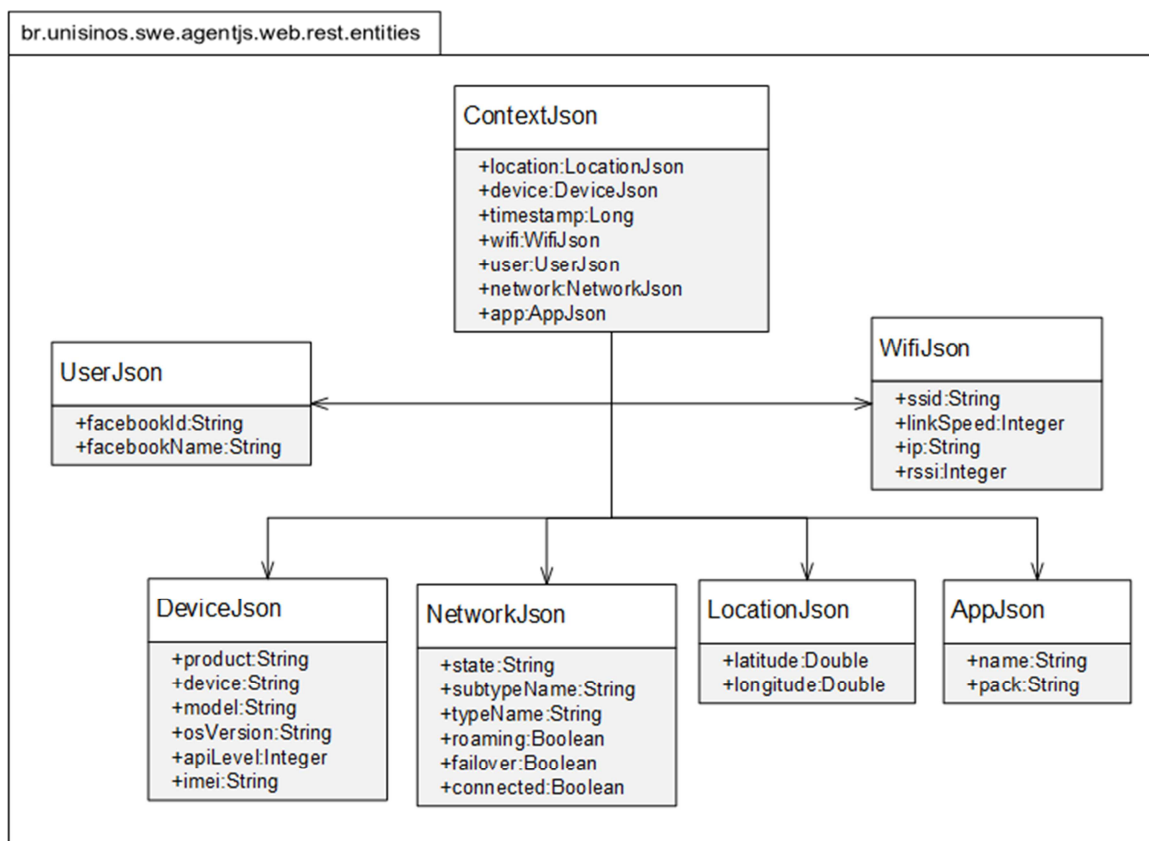 br.unisinos.swe.agentjs.web.rest.entities
ContextJson
+location:LocationJson
+device:DeviceJson
+timestamp:Long
+wifi:WifiJson
+user:UserJson
+network:NetworkJson
+app:AppJson
UserJson
+facebookId:String
+facebookName:String
WifiJson
+ssid:String
+linkSpeed:Integer
+ip:String
+rssi:Integer
DeviceJson
+product:String
+device:String
+model:String
+osVersion:String
+apiLevel:Integer
+imei:String
NetworkJson
+state:String
+subtypeName:String
+typeName:String
+roaming:Boolean
+failover:Boolean
+connected:Boolean
LocationJson
+latitude:Double
+longitude:Double
AppJson
+name:String
+pack:String